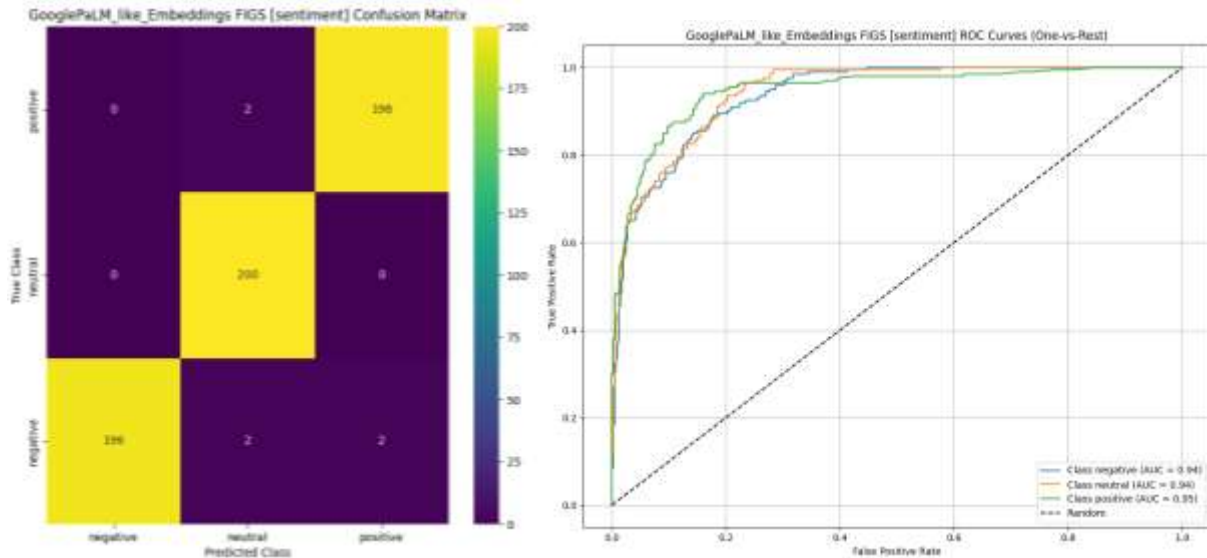 GooglePaLM_like_Embeddings FIGS [sentiment] Confusion Matrix
True Class
positive
neutral
negative
0 2 198
0 200 0
196 2 2
negative neutral positive
Predicted Class
200
175
150
125
100
75
50
25
0
GooglePaLM_like_Embeddings FIGS [sentiment] ROC Curves (One-vs-Rest)
True Positive Rate
1.0
0.8
0.6
0.4
0.2
0.0
0.0 0.2 0.4 0.6 0.8 1.0
False Positive Rate
Class negative (AUC = 0.94)
Class neutral (AUC = 0.94)
Class positive (AUC = 0.95)
Random